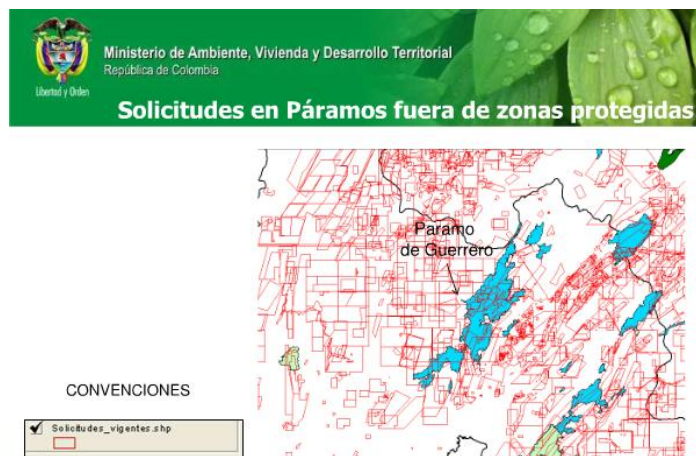 Ministerio de Ambiente, Vivienda y Desarrollo Territorial
República de Colombia
Libertad y Orden
Solicitudes en Páramos fuera de zonas protegidas
Paramo
de Guerrero
CONVENCIONES
Solicitudes_vigentes.shp